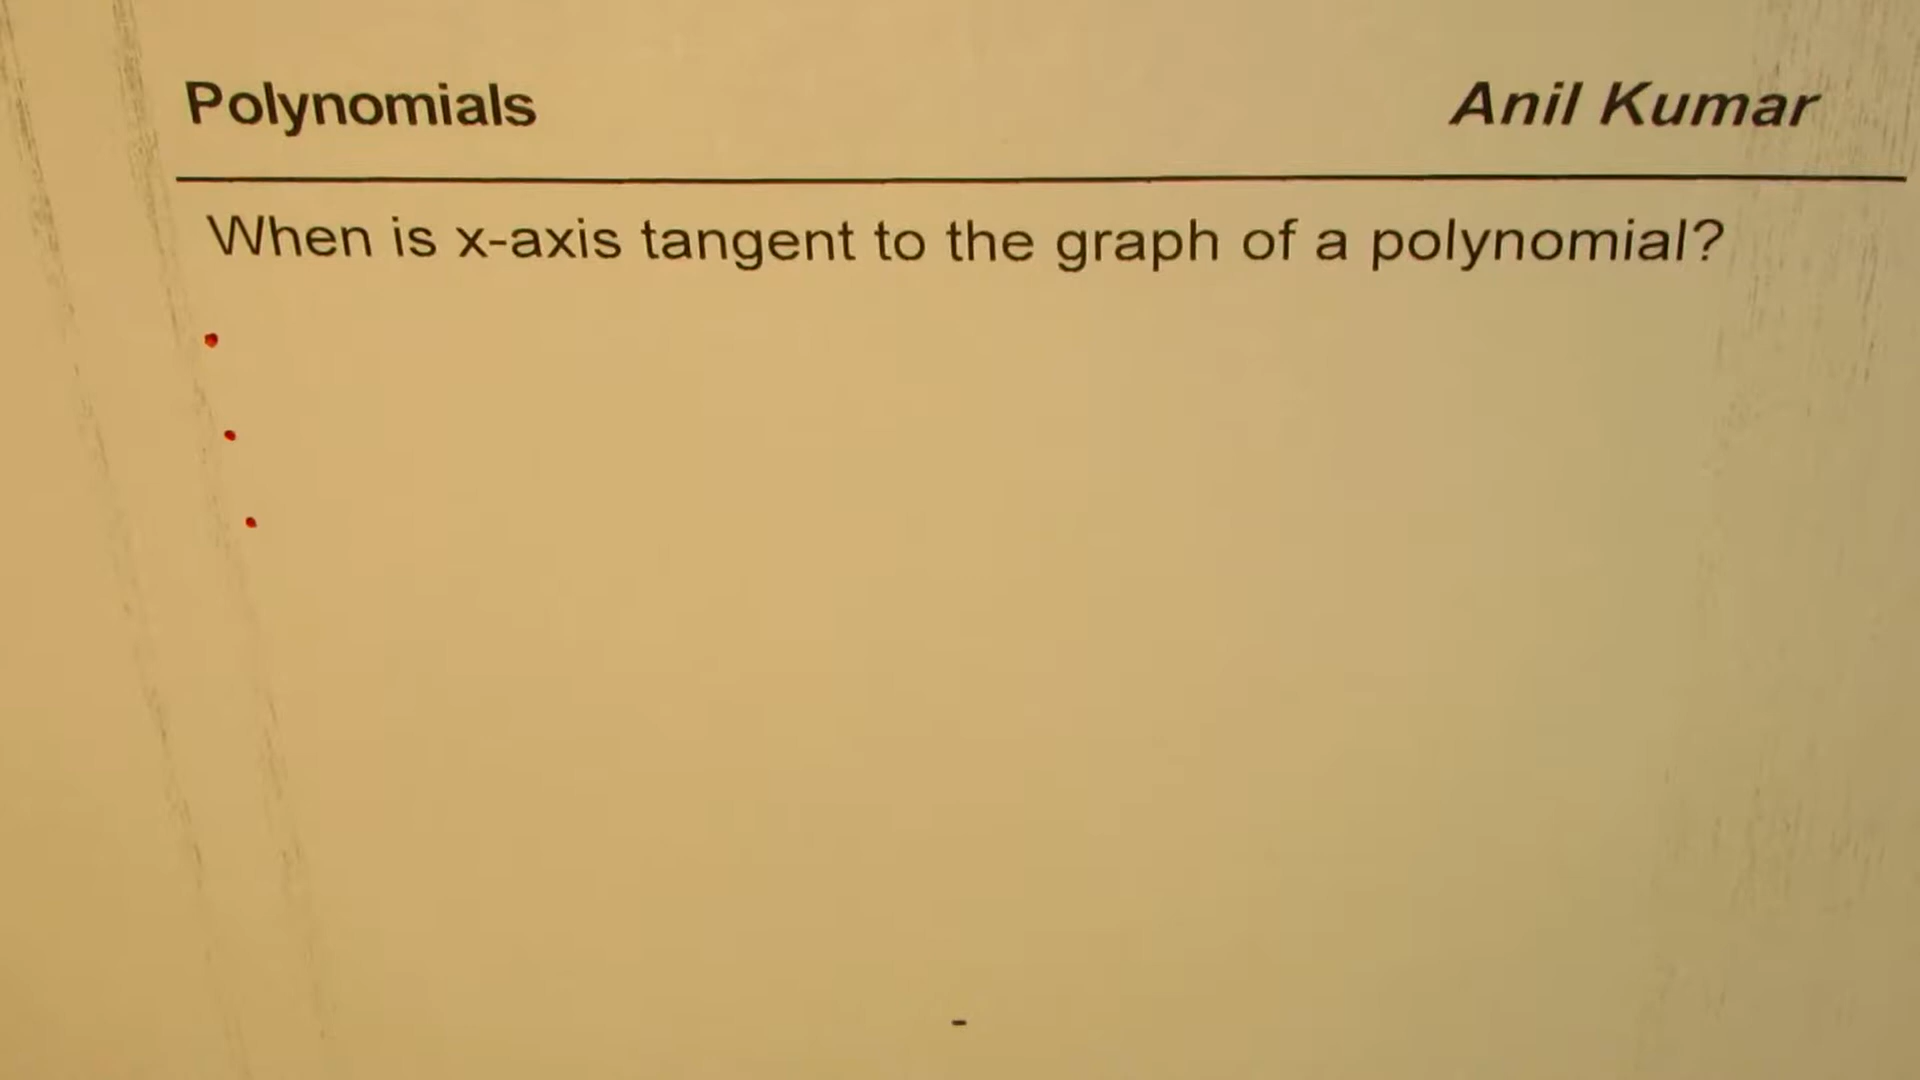 Polynomials Anil Kumar
When is x-axis tangent to the graph of a polynomial?